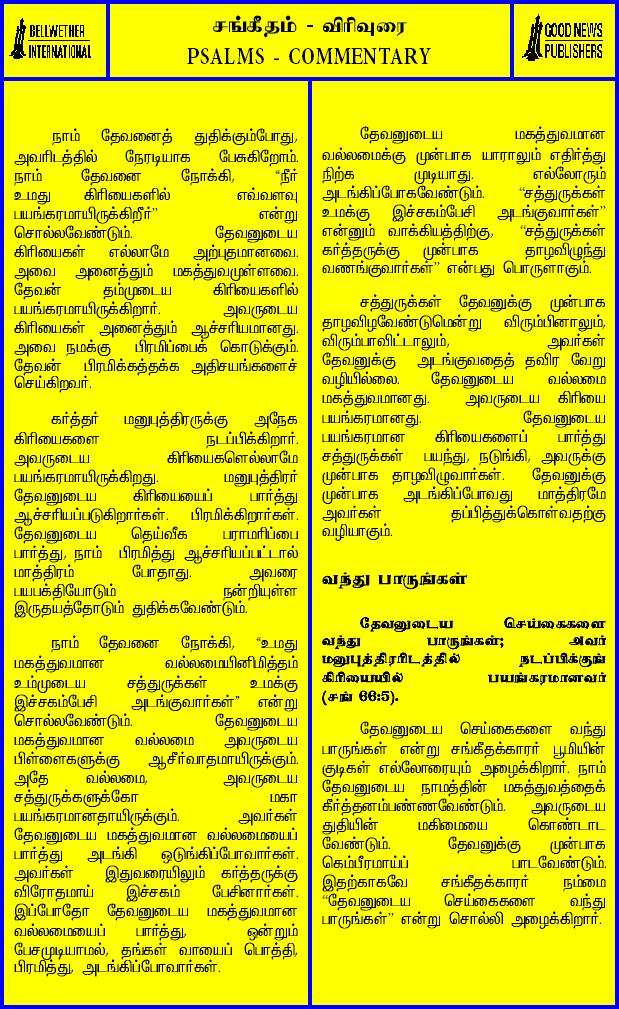 BELLWETHER
INTERNATIONAL
சங்கீதம் - விரிவுரை
PSALMS - COMMENTARY
GOOD NEWS
PUBLISHERS
நாம் தேவனைத் துதிக்கும்போது,
அவரிடத்தில் நேரடியாக பேசுகிறோம்.
நாம் தேவனை நோக்கி, “நீர்
உமது கிரியைகளில் எவ்வளவு
பயங்கரமாயிருக்கிறீர்” என்று
சொல்லவேண்டும். தேவனுடைய
கிரியைகள் எல்லாமே அற்புதமானவை.
அவை அனைத்தும் மகத்துவமுள்ளவை.
தேவன் தம்முடைய கிரியைகளில்
பயங்கரமாயிருக்கிறார். அவருடைய
கிரியைகள் அனைத்தும் ஆச்சரியமானது.
அவை நமக்கு பிரமிப்பைக் கொடுக்கும்.
தேவன் பிரமிக்கத்தக்க அதிசயங்களைச்
செய்கிறவர்.
கர்த்தர் மனுபுத்திரருக்கு அநேக
கிரியைகளை நடப்பிக்கிறார்.
அவருடைய கிரியைகளெல்லாமே
பயங்கரமாயிருக்கிறது. மனுபுத்திரர்
தேவனுடைய கிரியையைப் பார்த்து
ஆச்சரியப்படுகிறார்கள். பிரமிக்கிறார்கள்.
தேவனுடைய தெய்வீக பராமரிப்பை
பார்த்து, நாம் பிரமித்து ஆச்சரியப்பட்டால்
மாத்திரம் போதாது. அவரை
பயபக்தியோடும் நன்றியுள்ள
இருதயத்தோடும் துதிக்கவேண்டும்.
நாம் தேவனை நோக்கி, “உமது
மகத்துவமான வல்லமையினிமித்தம்
உம்முடைய சத்துருக்கள் உமக்கு
இச்சகம்பேசி அடங்குவார்கள்” என்று
சொல்லவேண்டும். தேவனுடைய
மகத்துவமான வல்லமை அவருடைய
பிள்ளைகளுக்கு ஆசீர்வாதமாயிருக்கும்.
அதே வல்லமை, அவருடைய
சத்துருக்களுக்கோ மகா
பயங்கரமானதாயிருக்கும். அவர்கள்
தேவனுடைய மகத்துவமான வல்லமையைப்
பார்த்து அடங்கி ஒடுங்கிப்போவார்கள்.
அவர்கள் இதுவரையிலும் கர்த்தருக்கு
விரோதமாய் இச்சகம் பேசினார்கள்.
இப்போதோ தேவனுடைய மகத்துவமான
வல்லமையைப் பார்த்து, ஒன்றும்
பேசமுடியாமல், தங்கள் வாயைப் பொத்தி,
பிரமித்து, அடங்கிப்போவார்கள்.
தேவனுடைய மகத்துவமான
வல்லமைக்கு முன்பாக யாராலும் எதிர்த்து
நிற்க முடியாது. எல்லோரும்
அடங்கிப்போகவேண்டும். “சத்துருக்கள்
உமக்கு இச்சகம்பேசி அடங்குவார்கள்”
என்னும் வாக்கியத்திற்கு, “சத்துருக்கள்
கர்த்தருக்கு முன்பாக தாழவிழுந்து
வணங்குவார்கள்” என்பது பொருளாகும்.
சத்துருக்கள் தேவனுக்கு முன்பாக
தாழவிழவேண்டுமென்று விரும்பினாலும்,
விரும்பாவிட்டாலும், அவர்கள்
தேவனுக்கு அடங்குவதைத் தவிர வேறு
வழியில்லை. தேவனுடைய வல்லமை
மகத்துவமானது. அவருடைய கிரியை
பயங்கரமானது. தேவனுடைய
பயங்கரமான கிரியைகளைப் பார்த்து
சத்துருக்கள் பயந்து, நடுங்கி, அவருக்கு
முன்பாக தாழவிழுவார்கள். தேவனுக்கு
முன்பாக அடங்கிப்போவது மாத்திரமே
அவர்கள் தப்பித்துக்கொள்வதற்கு
வழியாகும்.
வந்து பாருங்கள்
தேவனுடைய செய்கைகளை
வந்து பாருங்கள்; அவர்
மனுபுத்திரரிடத்தில் நடப்பிக்குங்
கிரியையில் பயங்கரமானவர்
(சங் 66:5).
தேவனுடைய செய்கைகளை வந்து
பாருங்கள் என்று சங்கீதக்காரர் பூமியின்
குடிகள் எல்லோரையும் அழைக்கிறார். நாம்
தேவனுடைய நாமத்தின் மகத்துவத்தைக்
கீர்த்தனம்பண்ணவேண்டும். அவருடைய
துதியின் மகிமையை கொண்டாட
வேண்டும். தேவனுக்கு முன்பாக
கெம்பீரமாய்ப் பாடவேண்டும்.
இதற்காகவே சங்கீதக்காரர் நம்மை
“தேவனுடைய செய்கைகளை வந்து
பாருங்கள்” என்று சொல்லி அழைக்கிறார்.